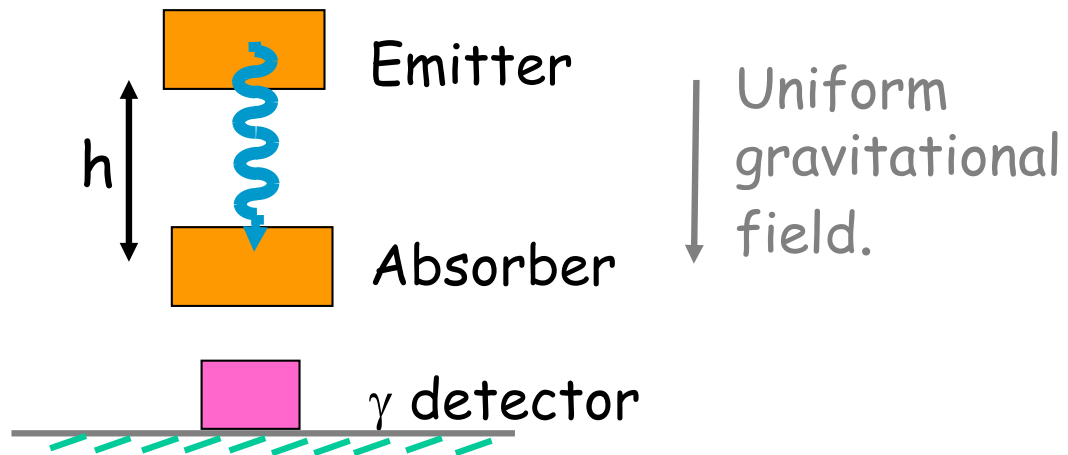 Emitter
h
Absorber
γ detector
Uniform
gravitational
field.